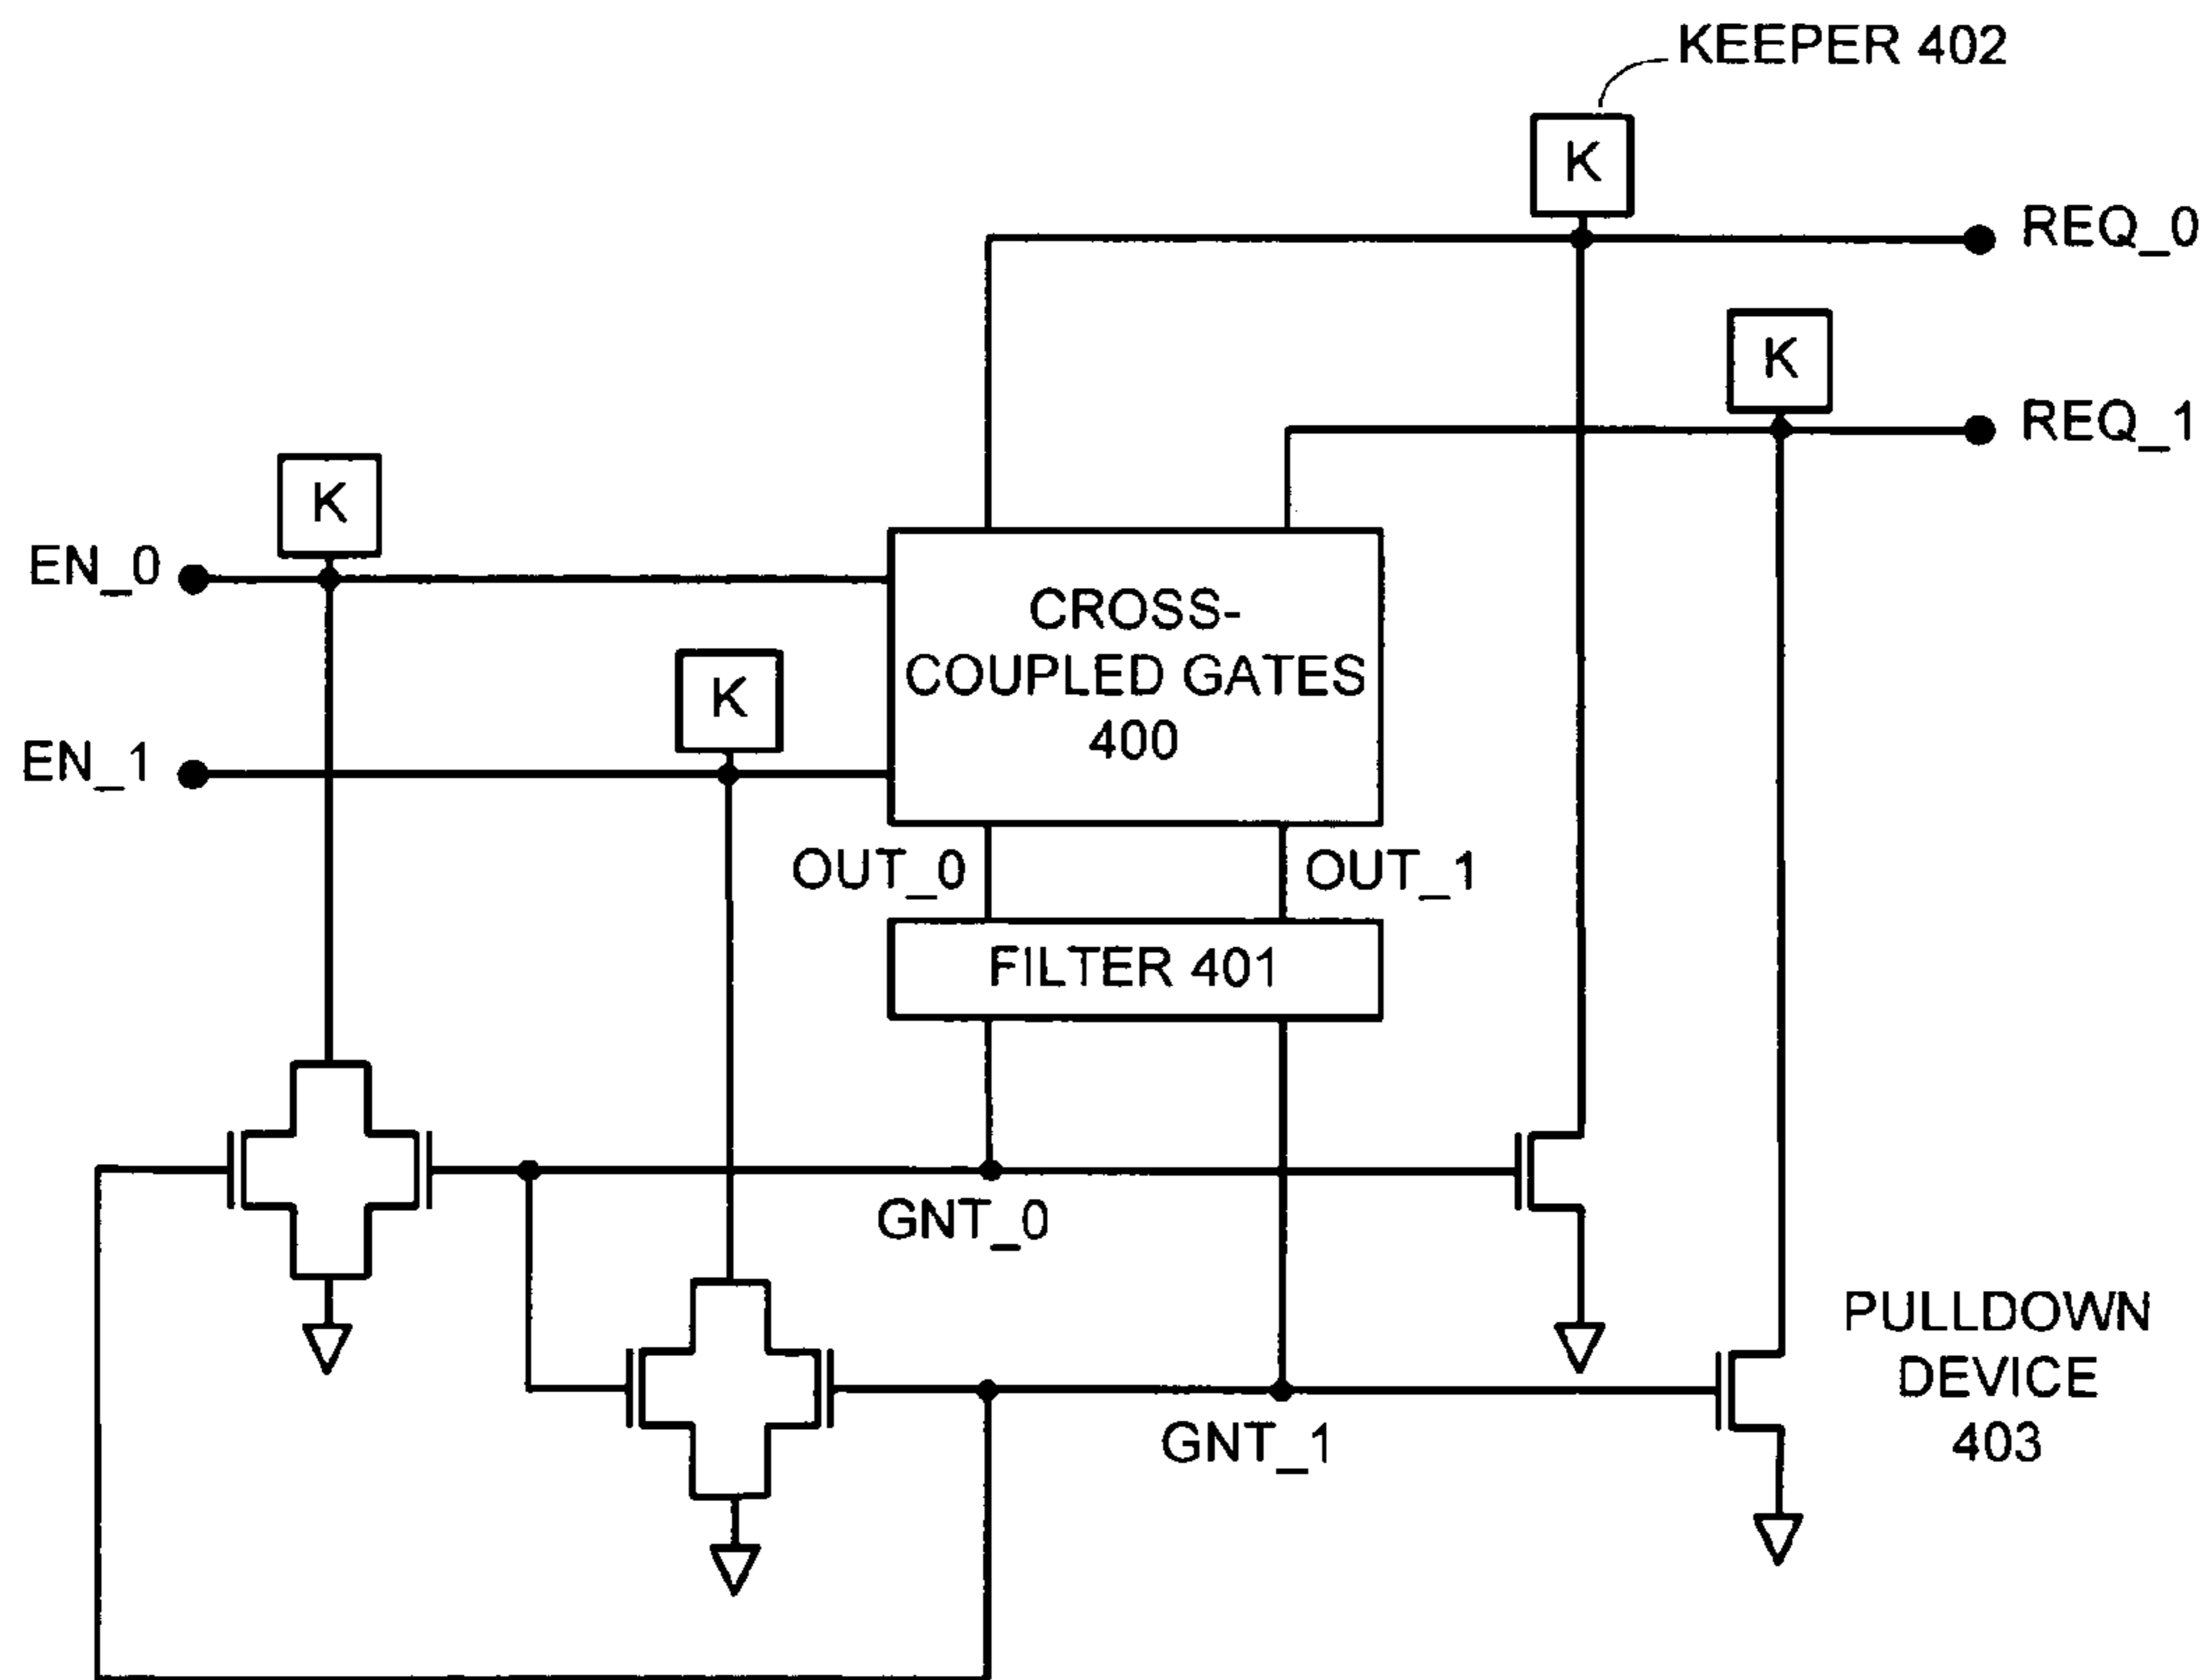 KEEPER 402
K
REQ_0
K
REQ_1
K
EN_0
K
EN_1
CROSS-
COUPLED GATES
400
OUT_0
OUT_1
FILTER 401
GNT_0
GNT_1
PULLDOWN
DEVICE
403